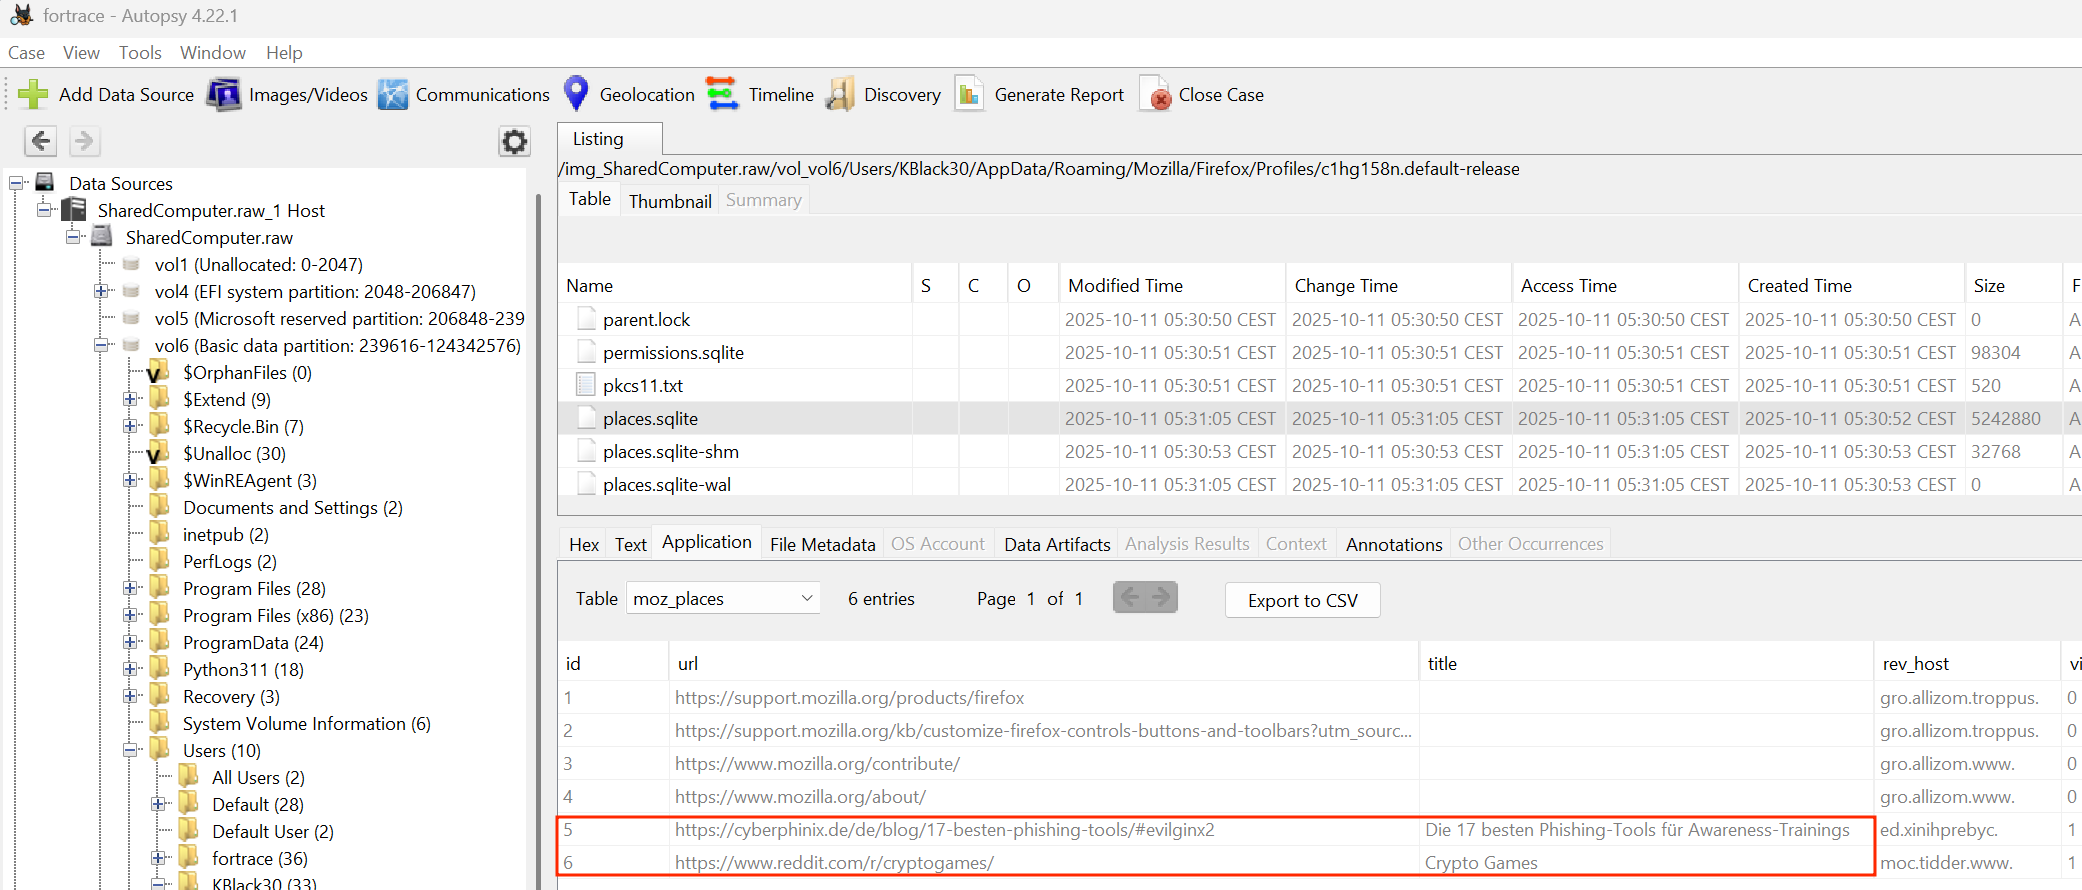 fortrace - Autopsy 4.22.1
Case View Tools Window Help
Add Data Source Images/Videos Communications Geolocation Timeline Discovery Generate Report Close Case
Data Sources
SharedComputer.raw_1 Host
SharedComputer.raw
vol1 (Unallocated: 0-2047)
vol4 (EFI system partition: 2048-206847)
vol5 (Microsoft reserved partition: 206848-239
vol6 (Basic data partition: 239616-124342576)
$OrphanFiles (0)
$Extend (9)
$Recycle.Bin (7)
$Unalloc (30)
$WinREAgent (3)
Documents and Settings (2)
inetpub (2)
PerfLogs (2)
Program Files (28)
Program Files (x86) (23)
ProgramData (24)
Python311 (18)
Recovery (3)
System Volume Information (6)
Users (10)
All Users (2)
Default (28)
Default User (2)
fortrace (36)
KBlack30 (33)
Listing
/img_SharedComputer.raw/vol_vol6/Users/KBlack30/AppData/Roaming/Mozilla/Firefox/Profiles/c1hg158n.default-release
Table Thumbnail Summary
Name S C O Modified Time Change Time Access Time Created Time Size F
parent.lock 2025-10-11 05:30:50 CEST 2025-10-11 05:30:50 CEST 2025-10-11 05:30:50 CEST 2025-10-11 05:30:50 CEST 0 A
permissions.sqlite 2025-10-11 05:30:51 CEST 2025-10-11 05:30:51 CEST 2025-10-11 05:30:51 CEST 2025-10-11 05:30:51 CEST 98304 A
pkcs11.txt 2025-10-11 05:30:51 CEST 2025-10-11 05:30:51 CEST 2025-10-11 05:30:51 CEST 2025-10-11 05:30:51 CEST 520 A
places.sqlite 2025-10-11 05:31:05 CEST 2025-10-11 05:31:05 CEST 2025-10-11 05:31:05 CEST 2025-10-11 05:30:52 CEST 5242880 A
places.sqlite-shm 2025-10-11 05:30:53 CEST 2025-10-11 05:30:53 CEST 2025-10-11 05:31:05 CEST 2025-10-11 05:30:53 CEST 32768 A
places.sqlite-wal 2025-10-11 05:31:05 CEST 2025-10-11 05:31:05 CEST 2025-10-11 05:31:05 CEST 2025-10-11 05:30:53 CEST 0 A
Hex Text Application File Metadata OS Account Data Artifacts Analysis Results Context Annotations Other Occurrences
Table moz_places 6 entries Page 1 of 1 Export to CSV
id url title rev_host vi
1 https://support.mozilla.org/products/firefox gro.allizom.troppus. 0
2 https://support.mozilla.org/kb/customize-firefox-controls-buttons-and-toolbars?utm_sourc... gro.allizom.troppus. 0
3 https://www.mozilla.org/contribute/ gro.allizom.www. 0
4 https://www.mozilla.org/about/ gro.allizom.www. 0
5 https://cyberphinix.de/de/blog/17-besten-phishing-tools/#evilginx2 Die 17 besten Phishing-Tools für Awareness-Trainings ed.xinihprebyc. 1
6 https://www.reddit.com/r/cryptogames/ Crypto Games moc.tidder.www. 1